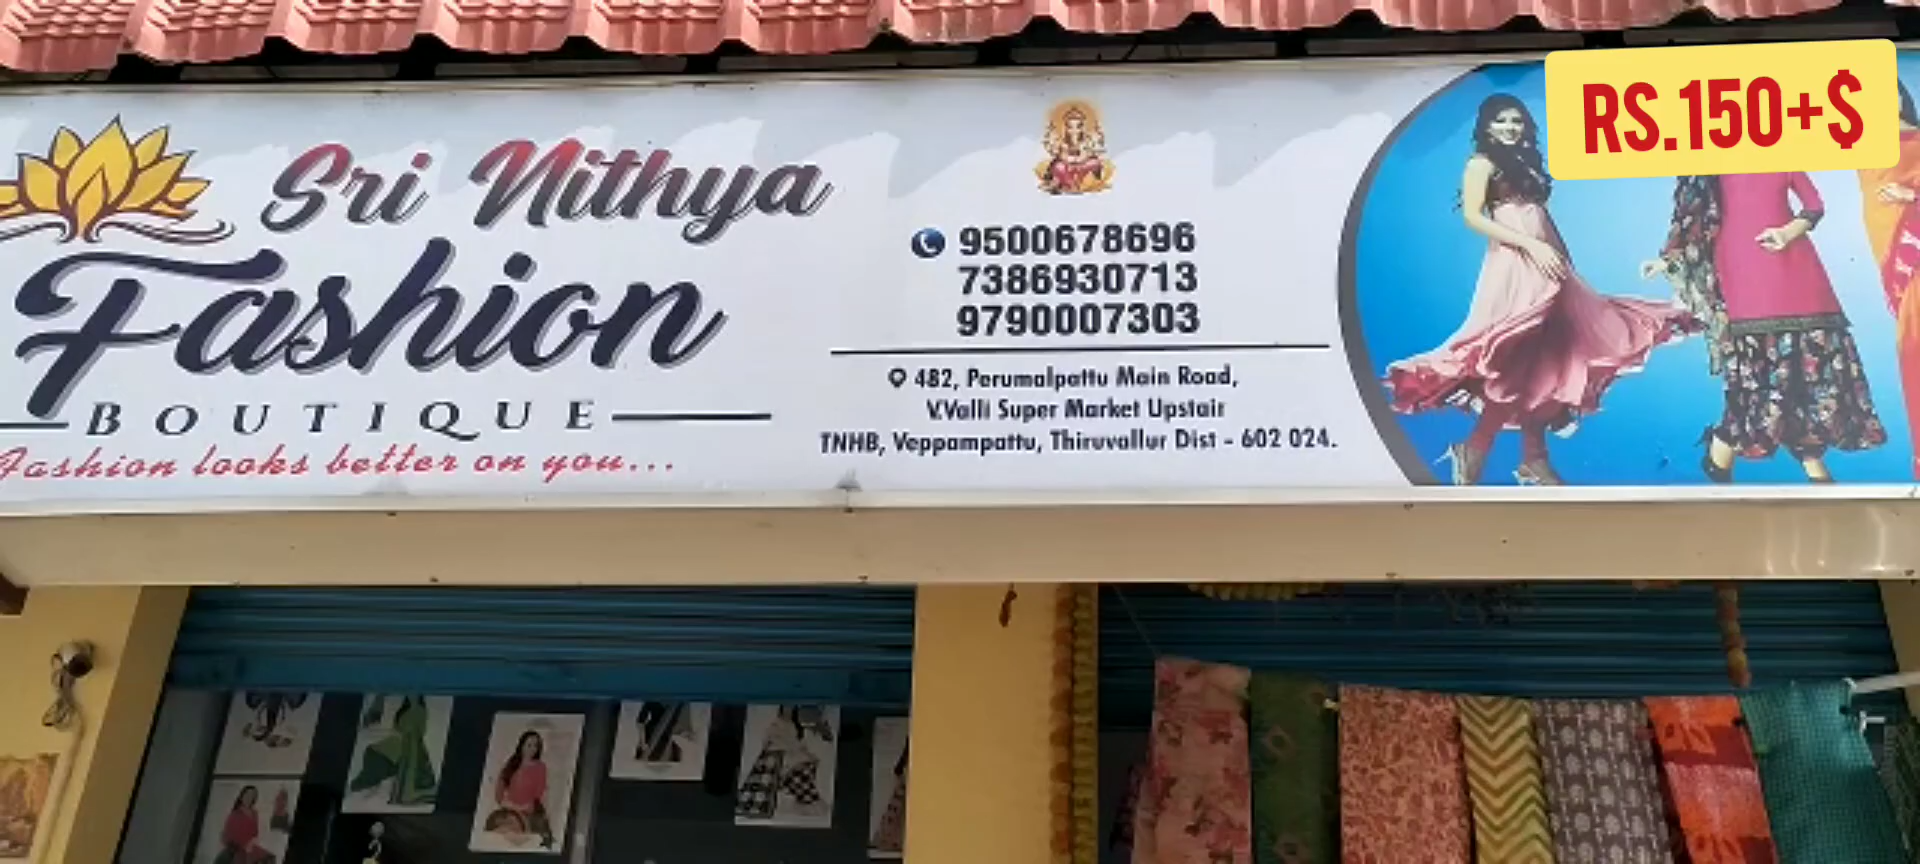 Sri Nithya
Fashion
BOUTIQUE
Fashion looks better on you...
9500678696
7386930713
9790007303
482, Perumalpattu Main Road,
V.Valli Super Market Upstair
TNHB, Veppampattu, Thiruvallur Dist - 602 024.
RS.150+$